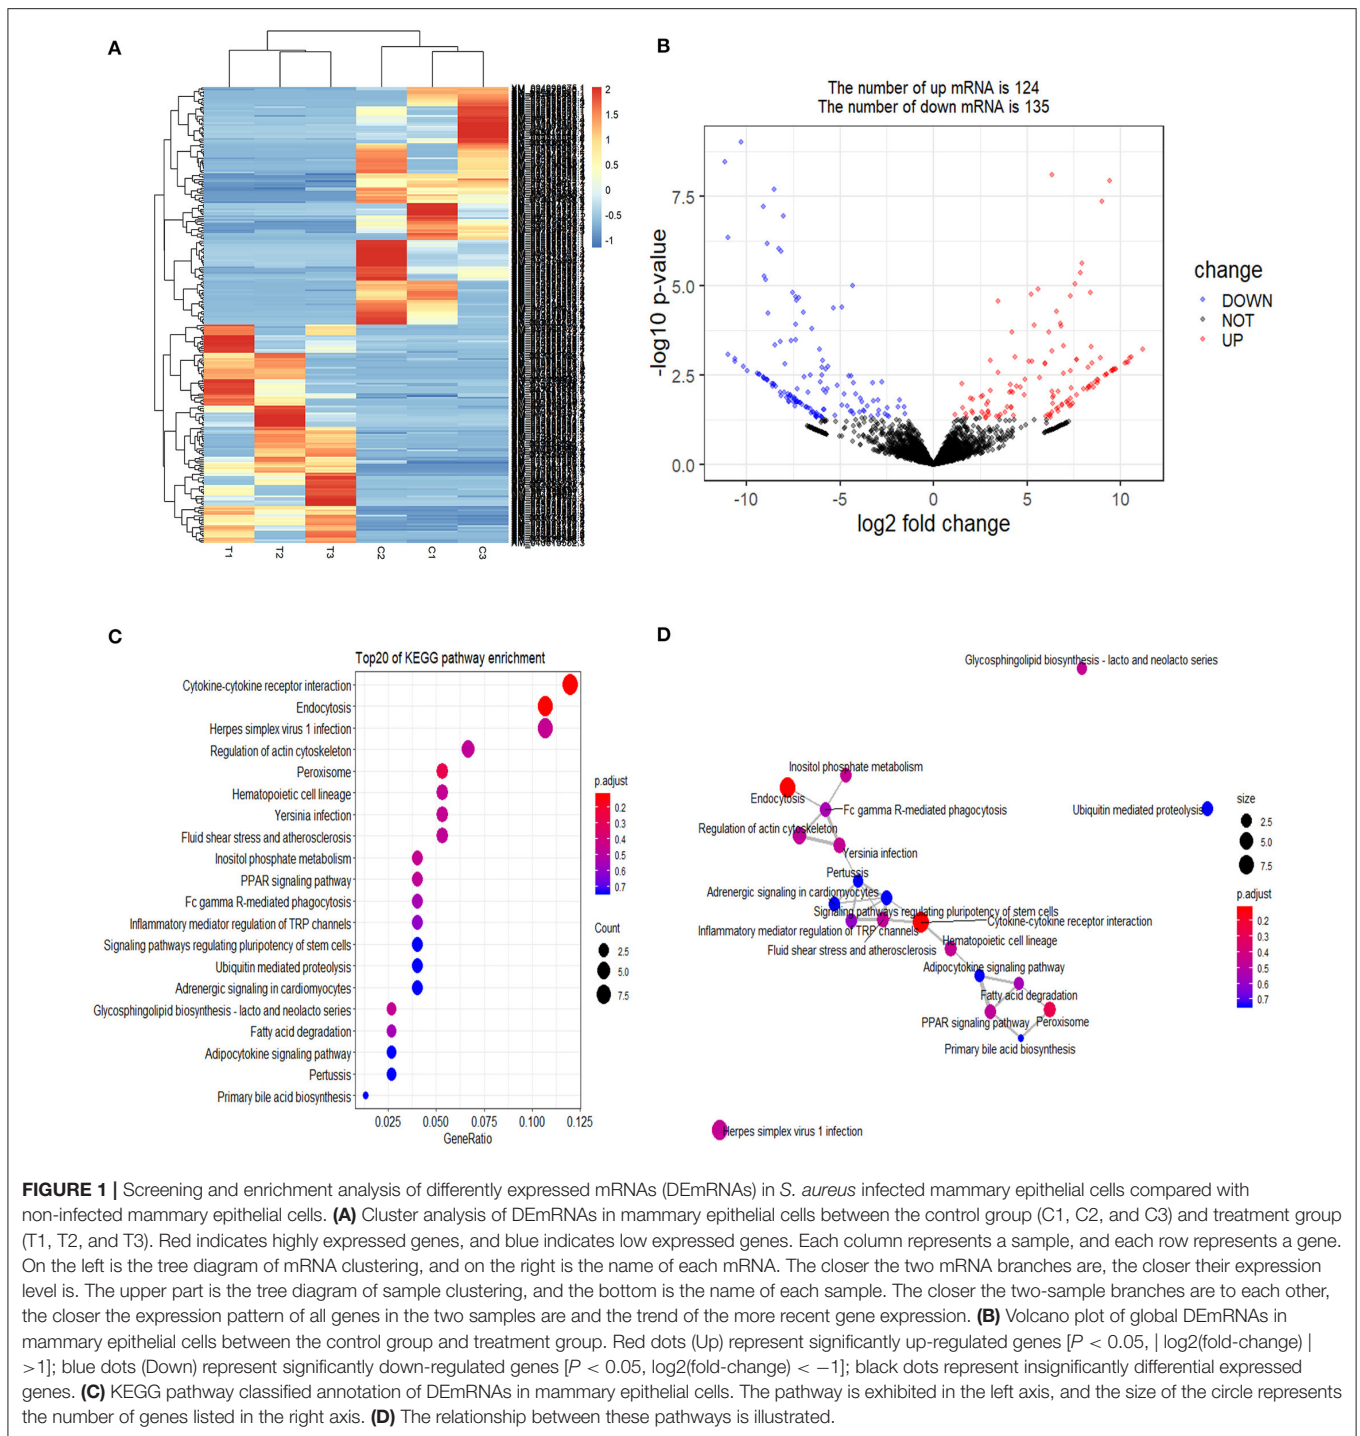 A
2
1.5
1
0.5
0
-0.5
-1
T1
T2
T3
C2
C1
C3
B
The number of up mRNA is 124
The number of down mRNA is 135
-log10 p-value
7.5
5.0
2.5
0.0
-10
-5
0
5
10
log2 fold change
change
DOWN
NOT
UP
C
Top20 of KEGG pathway enrichment
Cytokine-cytokine receptor interaction
Endocytosis
Herpes simplex virus 1 infection
Regulation of actin cytoskeleton
Peroxisome
Hematopoietic cell lineage
Yersinia infection
Fluid shear stress and atherosclerosis
Inositol phosphate metabolism
PPAR signaling pathway
Fc gamma R-mediated phagocytosis
Inflammatory mediator regulation of TRP channels
Signaling pathways regulating pluripotency of stem cells
Ubiquitin mediated proteolysis
Adrenergic signaling in cardiomyocytes
Glycosphingolipid biosynthesis - lacto and neolacto series
Fatty acid degradation
Adipocytokine signaling pathway
Pertussis
Primary bile acid biosynthesis
0.025
0.050
0.075
0.100
0.125
GeneRatio
p.adjust
0.2
0.3
0.4
0.5
0.6
0.7
Count
2.5
5.0
7.5
D
Glycosphingolipid biosynthesis - lacto and neolacto series
Inositol phosphate metabolism
Endocytosis
Fc gamma R-mediated phagocytosis
Ubiquitin mediated proteolysis
Regulation of actin cytoskeleton
Yersinia infection
Pertussis
Adrenergic signaling in cardiomyocytes
Signaling pathways regulating pluripotency of stem cells
Cytokine-cytokine receptor interaction
Inflammatory mediator regulation of TRP channels
Hematopoietic cell lineage
Fluid shear stress and atherosclerosis
Adipocytokine signaling pathway
Fatty acid degradation
PPAR signaling pathway
Peroxisome
Primary bile acid biosynthesis
Herpes simplex virus 1 infection
size
2.5
5.0
7.5
p.adjust
0.2
0.3
0.4
0.5
0.6
0.7
FIGURE 1 | Screening and enrichment analysis of differently expressed mRNAs (DEmRNAs) in S. aureus infected mammary epithelial cells compared with
non-infected mammary epithelial cells. (A) Cluster analysis of DEmRNAs in mammary epithelial cells between the control group (C1, C2, and C3) and treatment group
(T1, T2, and T3). Red indicates highly expressed genes, and blue indicates low expressed genes. Each column represents a sample, and each row represents a gene.
On the left is the tree diagram of mRNA clustering, and on the right is the name of each mRNA. The closer the two mRNA branches are, the closer their expression
level is. The upper part is the tree diagram of sample clustering, and the bottom is the name of each sample. The closer the two-sample branches are to each other,
the closer the expression pattern of all genes in the two samples are and the trend of the more recent gene expression. (B) Volcano plot of global DEmRNAs in
mammary epithelial cells between the control group and treatment group. Red dots (Up) represent significantly up-regulated genes [P < 0.05, | log2(fold-change) |
>1]; blue dots (Down) represent significantly down-regulated genes [P < 0.05, log2(fold-change) < −1]; black dots represent insignificantly differential expressed
genes. (C) KEGG pathway classified annotation of DEmRNAs in mammary epithelial cells. The pathway is exhibited in the left axis, and the size of the circle represents
the number of genes listed in the right axis. (D) The relationship between these pathways is illustrated.